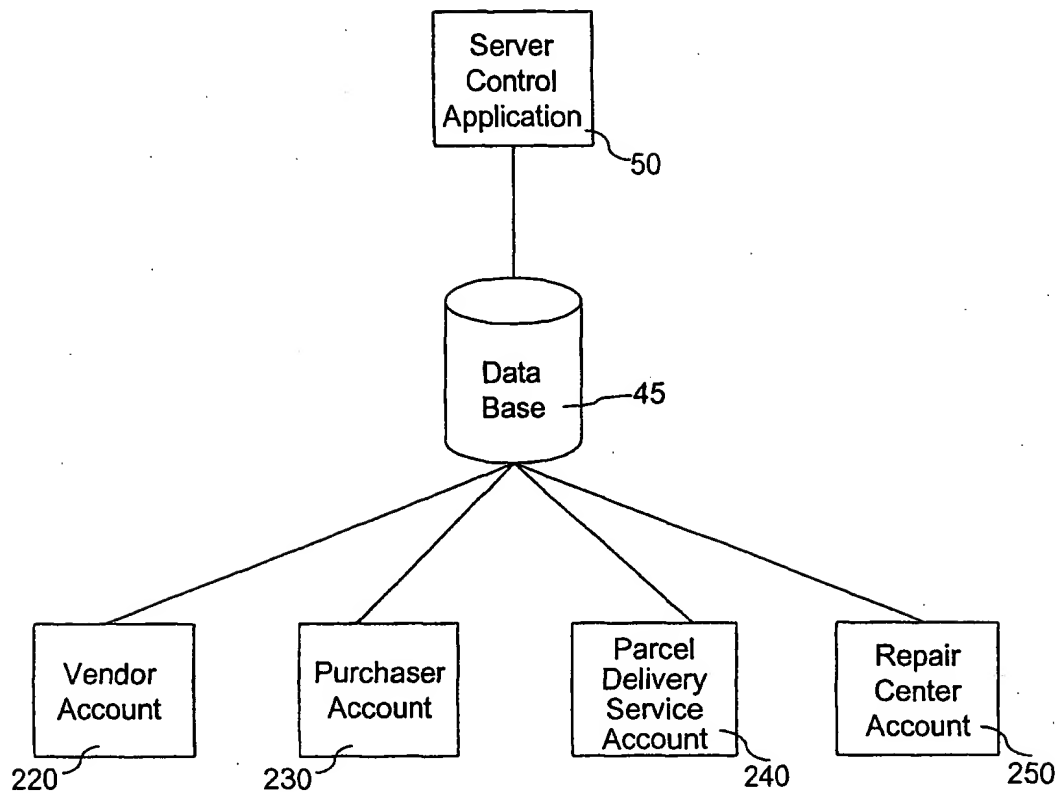 Server
Control
Application
50
Data
Base
45
Vendor
Account
220
Purchaser
Account
230
Parcel
Delivery
Service
Account
240
Repair
Center
Account
250